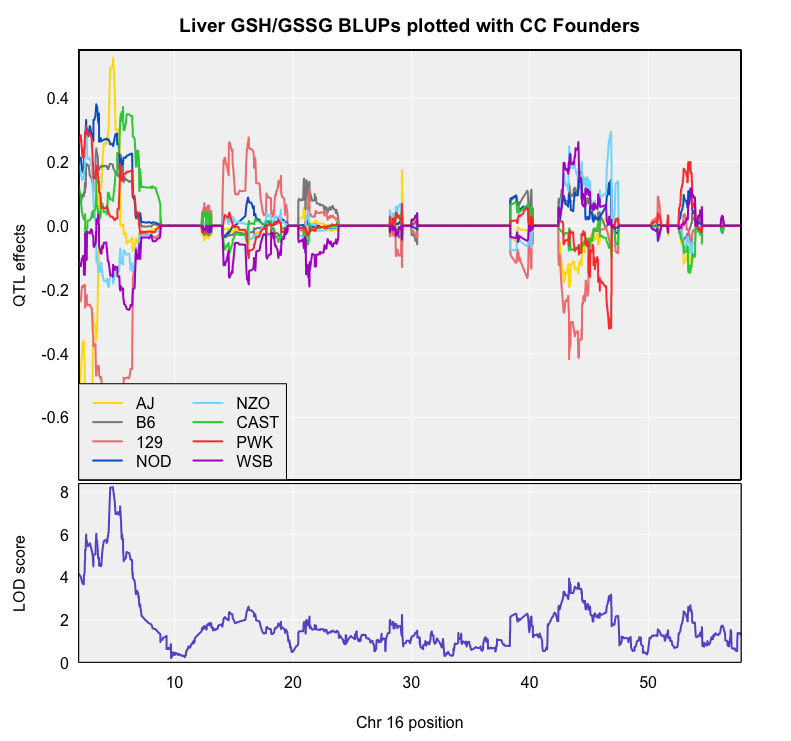 Liver GSH/GSSG BLUPs plotted with CC Founders
QTL effects
0.4
0.2
0.0
-0.2
-0.4
-0.6
AJ
B6
129
NOD
NZO
CAST
PWK
WSB
LOD score
8
6
4
2
0
10 20 30 40 50
Chr 16 position